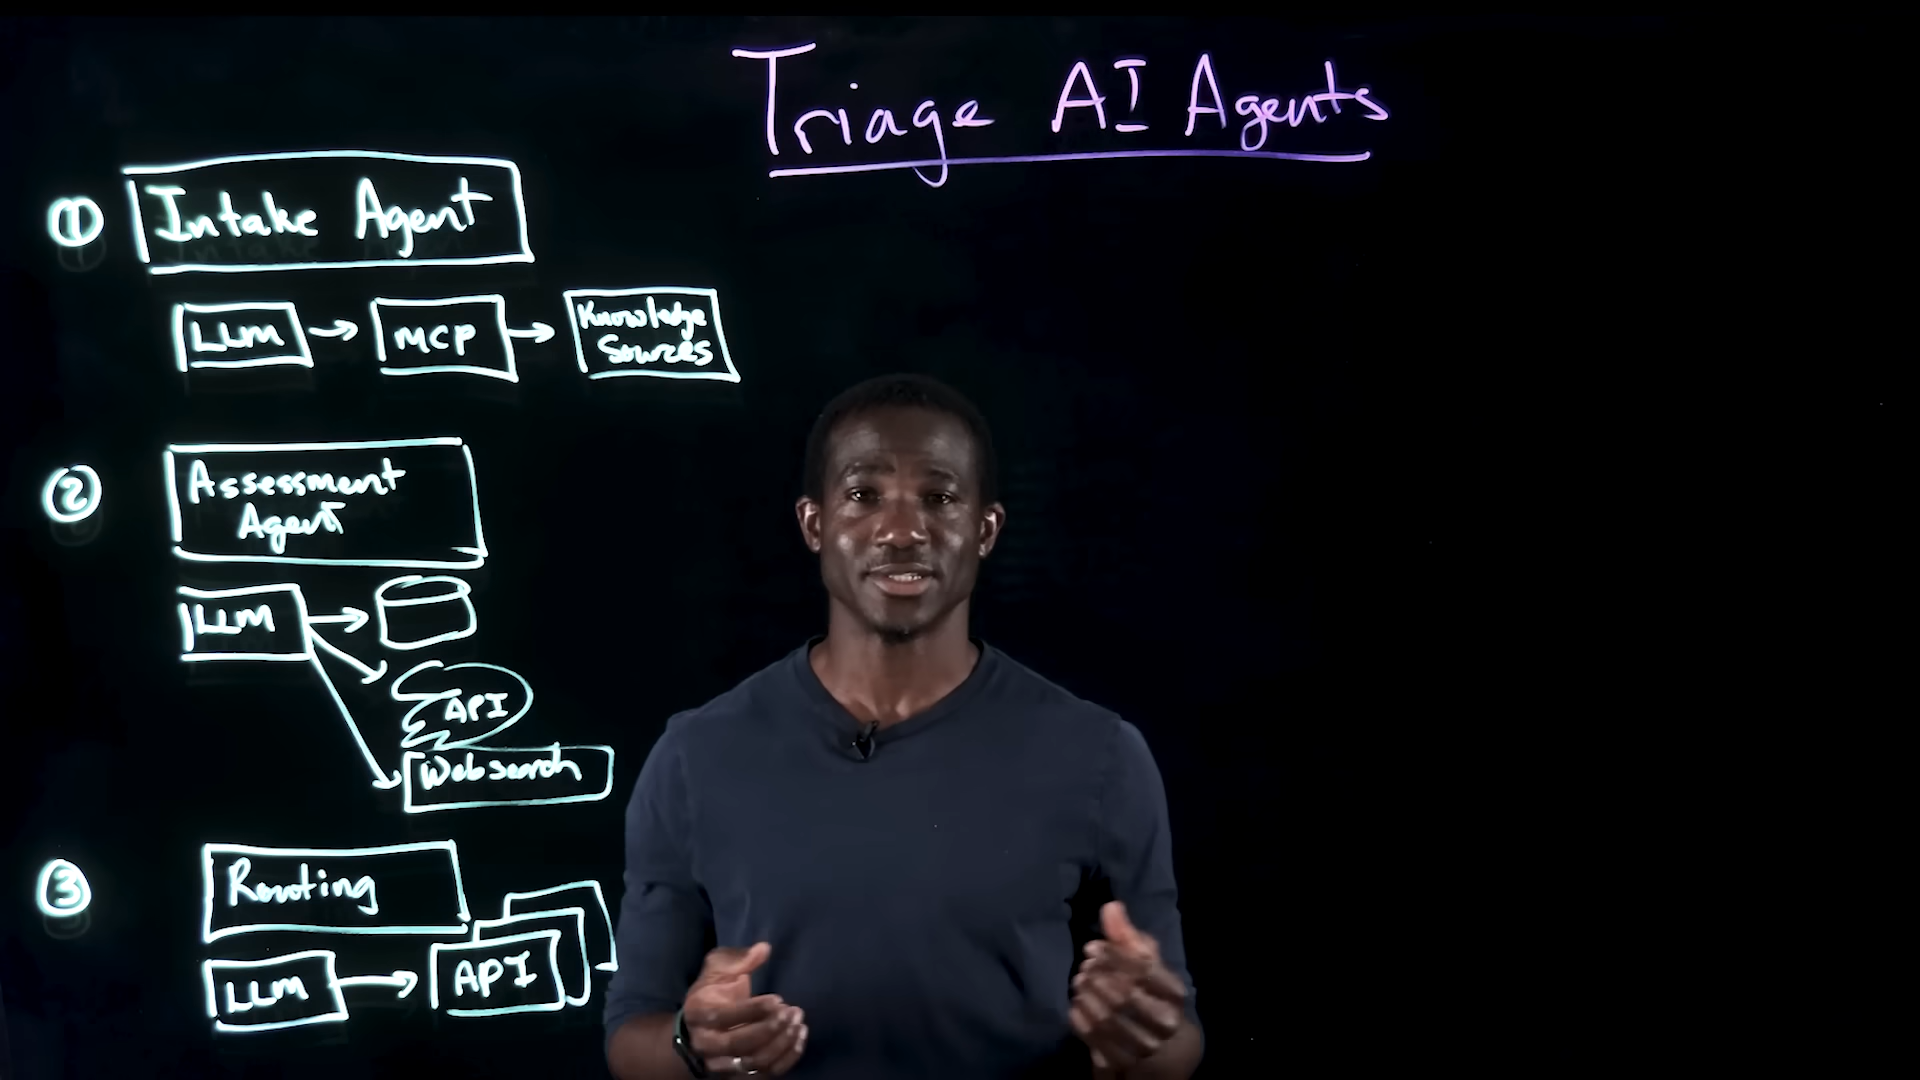 Triage AI Agents
1
Intake Agent
LLM
MCP
Knowledge
Sources
2
Assessment
Agent
LLM
API
Websearch
3
Routing
LLM
API